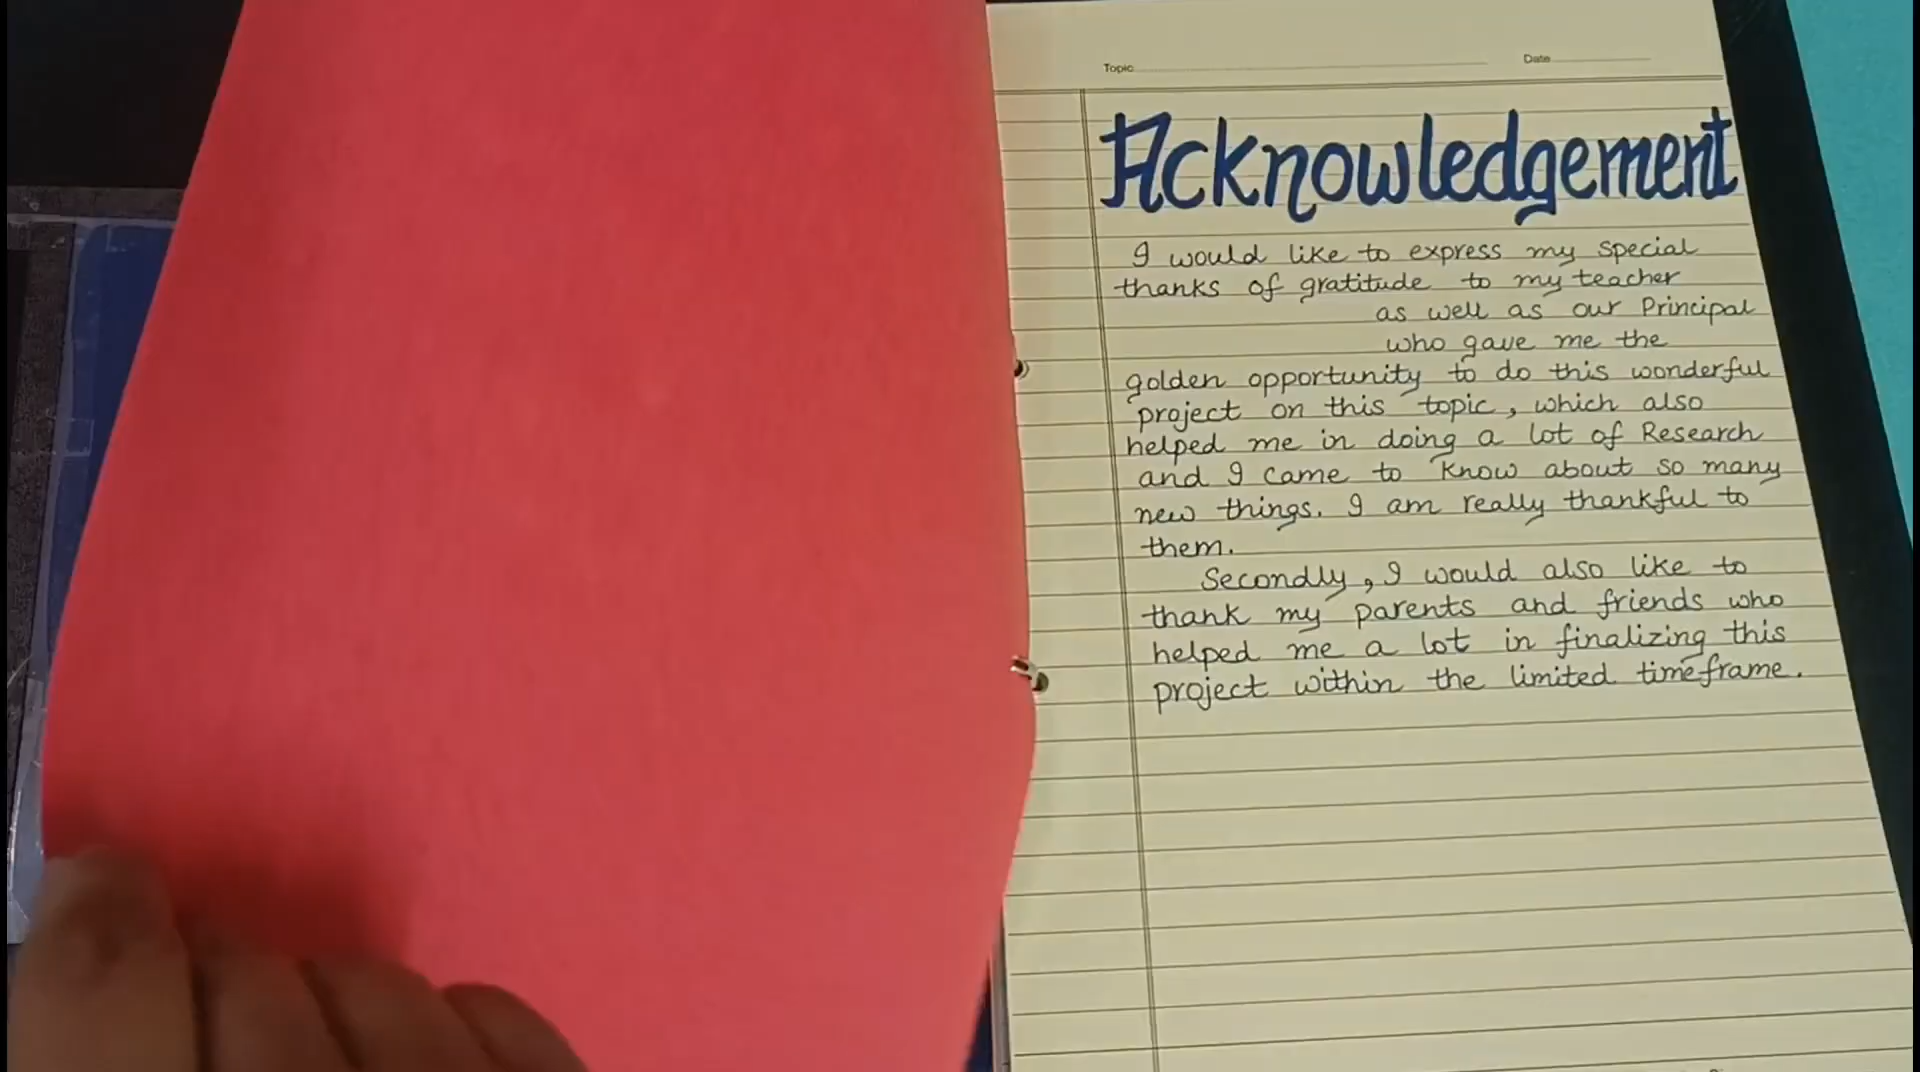 Topic
Date
Acknowledgement
I would like to express my special
thanks of gratitude to my teacher
as well as our Principal
who gave me the
golden opportunity to do this wonderful
project on this topic, which also
helped me in doing a lot of Research
and I came to know about so many
new things. I am really thankful to
them.
Secondly, I would also like to
thank my parents and friends who
helped me a lot in finalizing this
project within the limited timeframe.